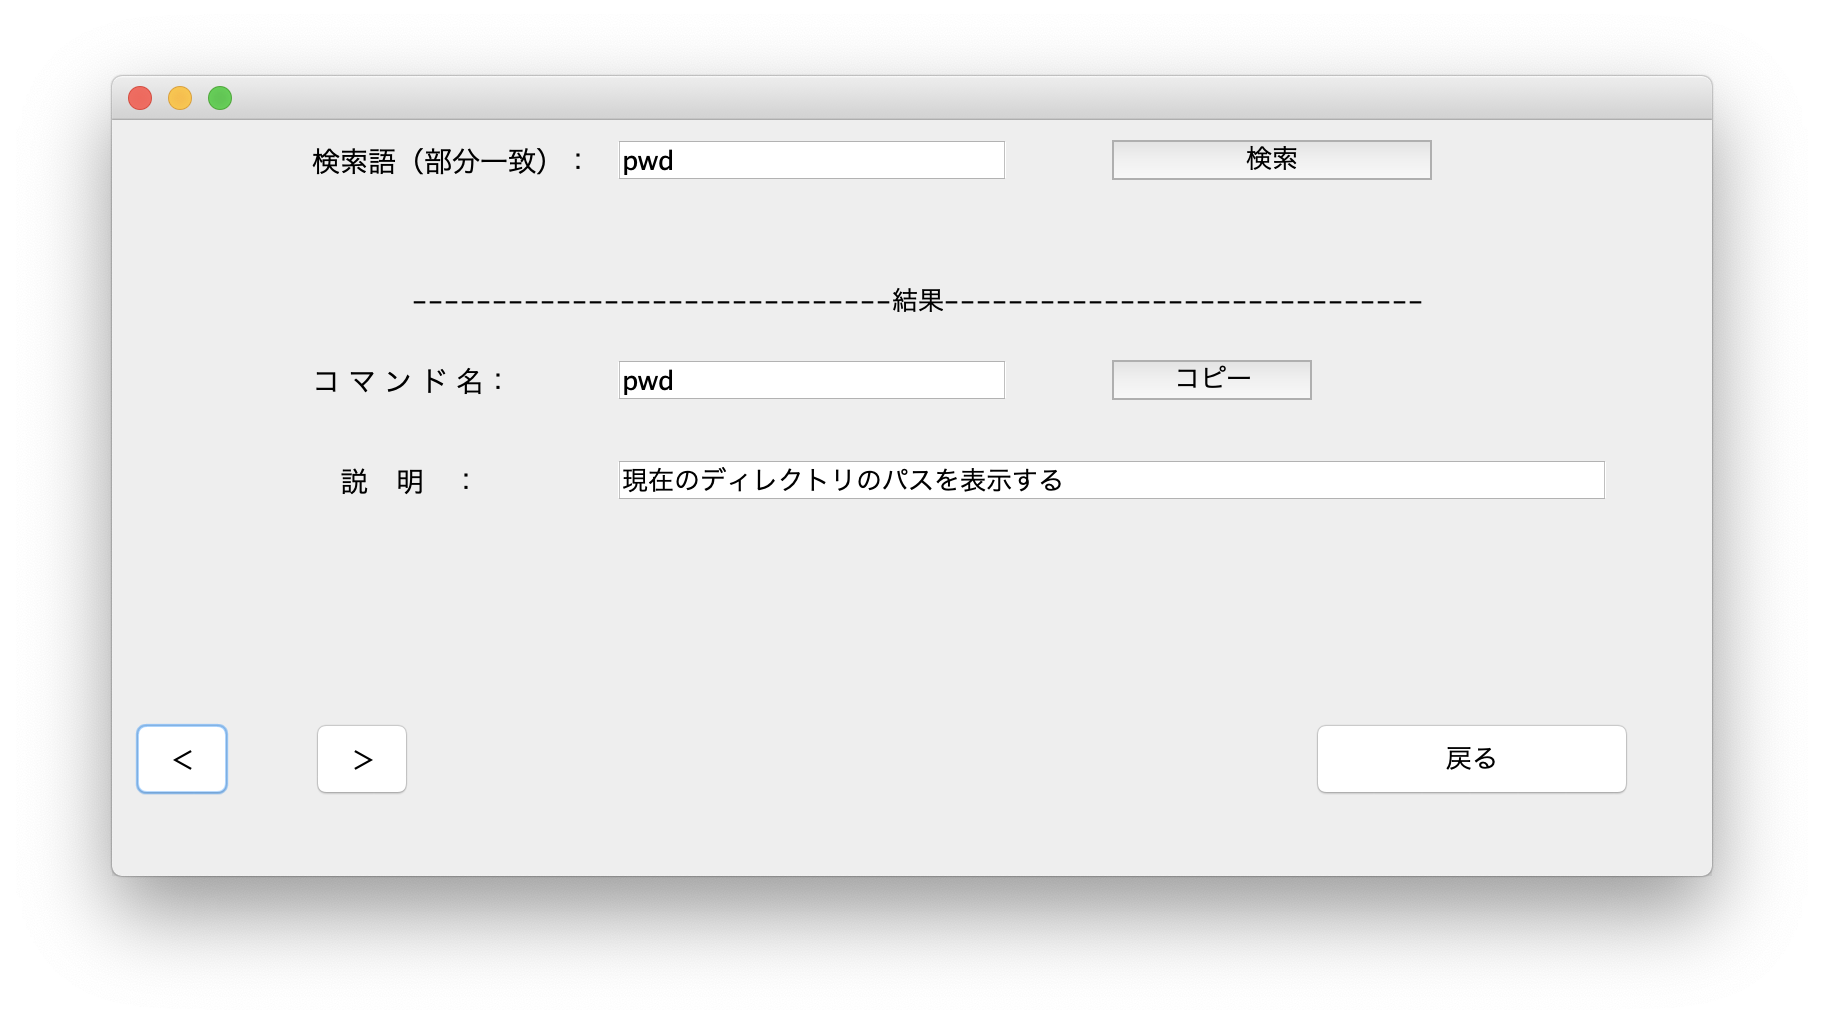 検索語（部分一致）： pwd 検索
------------------------------結果------------------------------
コ マ ン ド 名： pwd コピー
説　明　： 現在のディレクトリのパスを表示する
< > 戻る